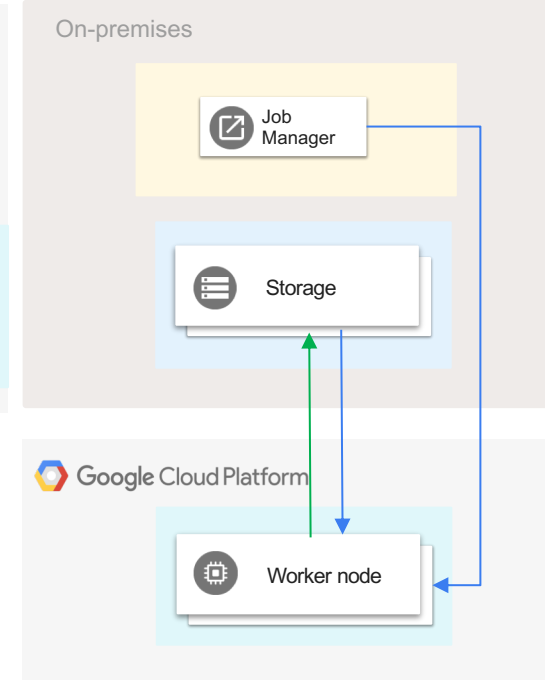 On-premises
Job
Manager
Storage
Google Cloud Platform
Worker node